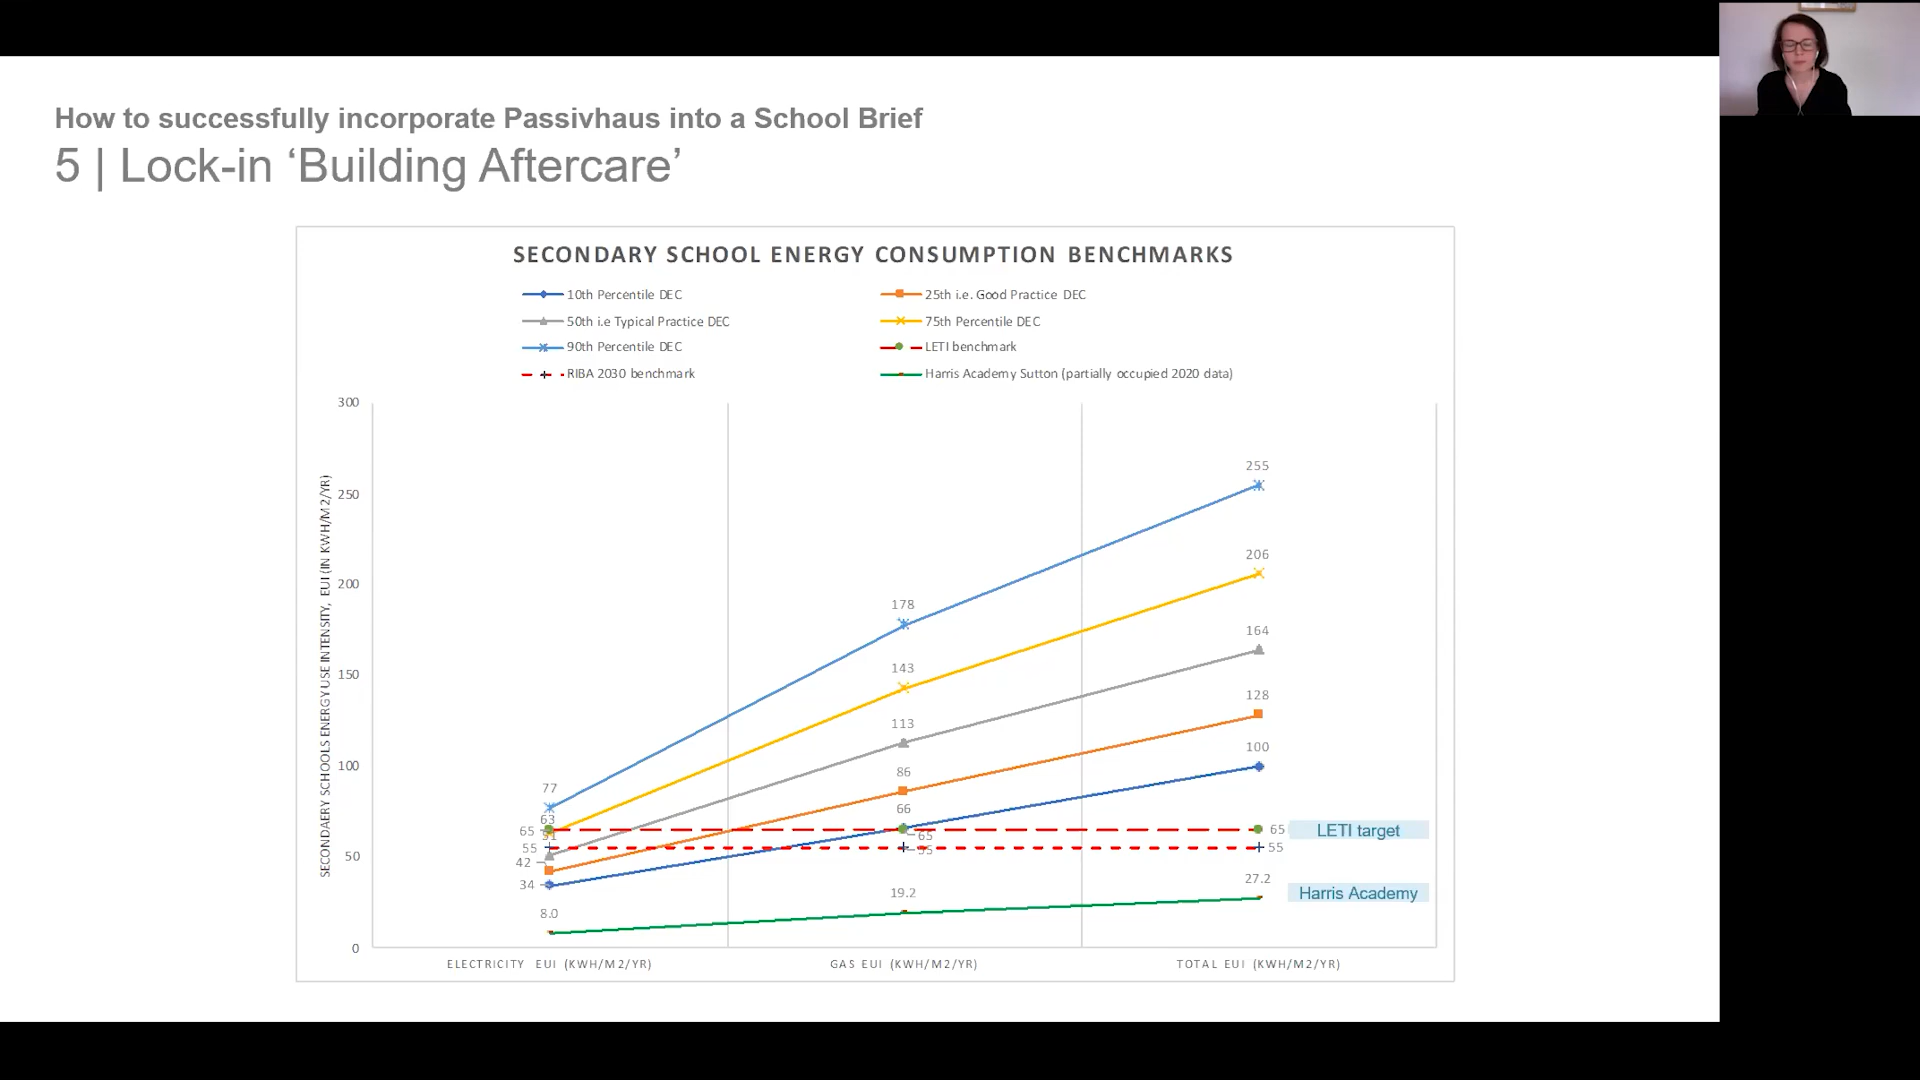 How to successfully incorporate Passivhaus into a School Brief
5 | Lock-in ‘Building Aftercare’
SECONDARY SCHOOL ENERGY CONSUMPTION BENCHMARKS
10th Percentile DEC
25th i.e. Good Practice DEC
50th i.e Typical Practice DEC
75th Percentile DEC
90th Percentile DEC
LETI benchmark
RIBA 2030 benchmark
Harris Academy Sutton (partially occupied 2020 data)
SECONDAERY SCHOOLS ENERGY USE INTENSITY, EUI (IN KWH/M2/YR)
300
250
200
150
100
50
0
77
63
65
51
55
42
34
8.0
178
143
113
86
66
65
55
19.2
255
206
164
128
100
65
55
27.2
LETI target
Harris Academy
ELECTRICITY EUI (KWH/M2/YR)
GAS EUI (KWH/M2/YR)
TOTAL EUI (KWH/M2/YR)